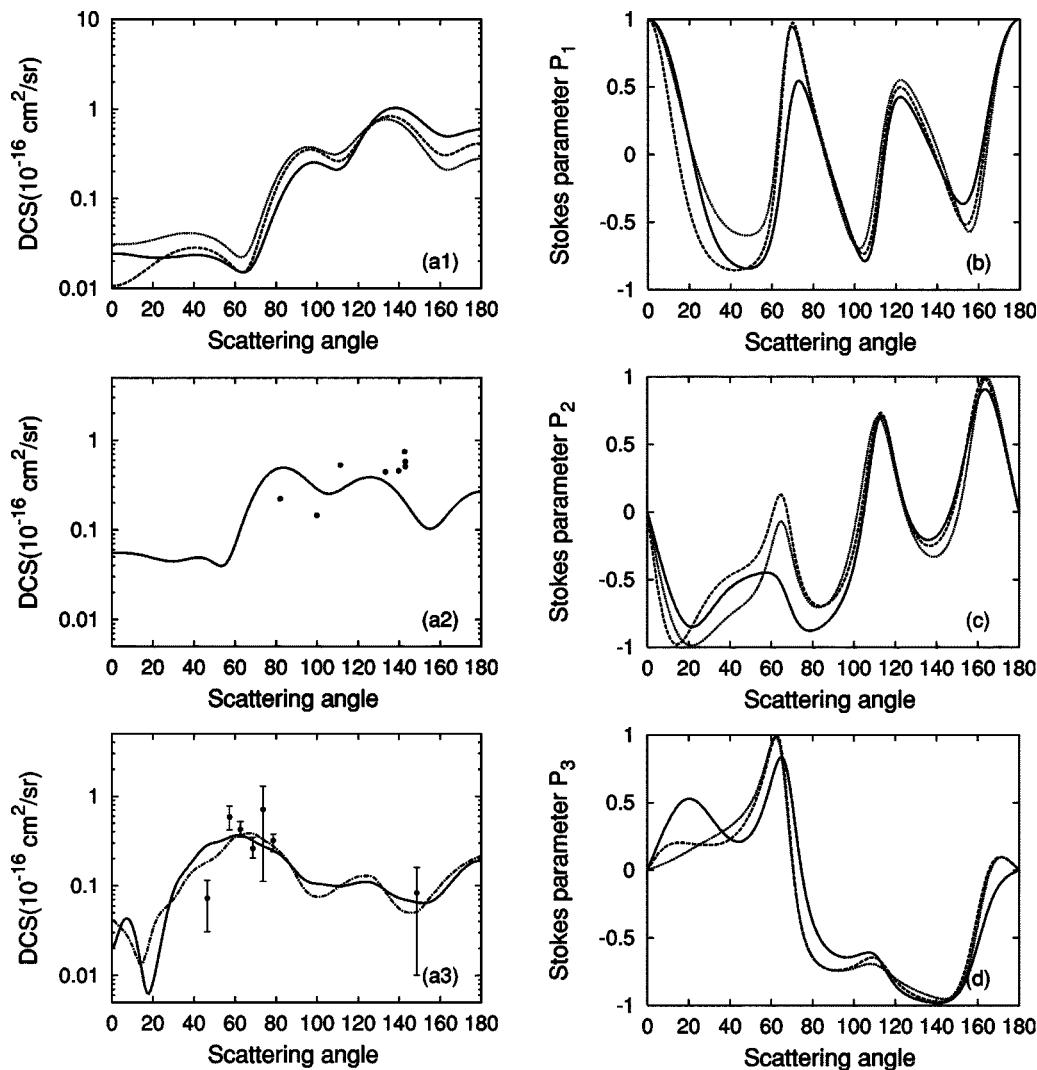 10
1
0.1
0.01
DCS(10⁻¹⁶ cm²/sr)
(a1)
0 20 40 60 80 100 120 140 160 180
Scattering angle
1
0.5
0
-0.5
-1
Stokes parameter P₁
(b)
0 20 40 60 80 100 120 140 160 180
Scattering angle
1
0.1
0.01
DCS(10⁻¹⁶ cm²/sr)
(a2)
0 20 40 60 80 100 120 140 160 180
Scattering angle
1
0.5
0
-0.5
-1
Stokes parameter P₂
(c)
0 20 40 60 80 100 120 140 160 180
Scattering angle
1
0.1
0.01
DCS(10⁻¹⁶ cm²/sr)
(a3)
0 20 40 60 80 100 120 140 160 180
Scattering angle
1
0.5
0
-0.5
-1
Stokes parameter P₃
(d)
0 20 40 60 80 100 120 140 160 180
Scattering angle